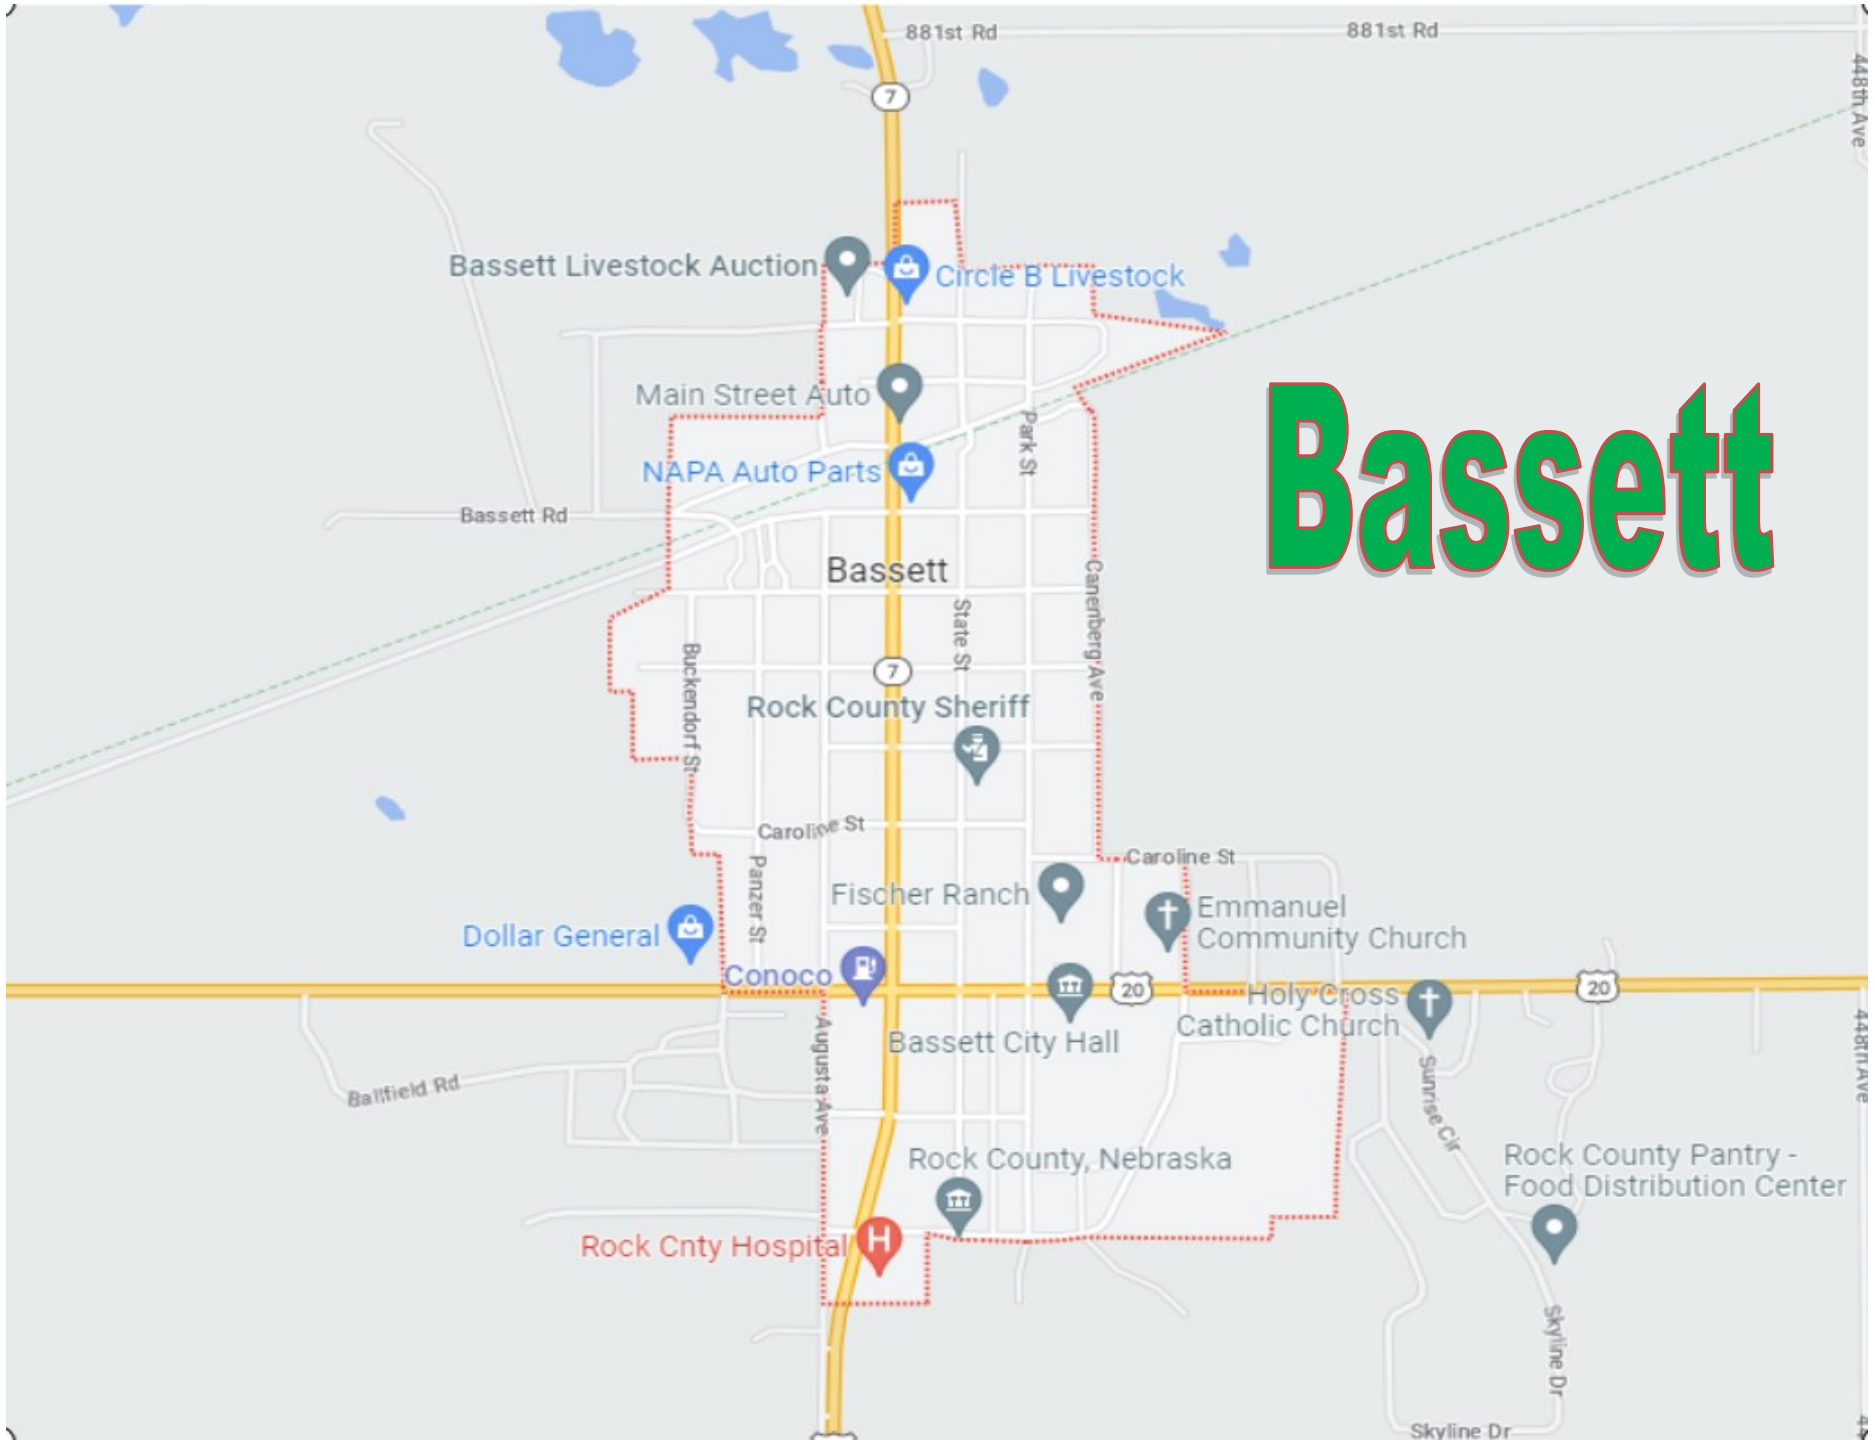 881st Rd
881st Rd
448th Ave
7
Bassett Livestock Auction
Circle B Livestock
Main Street Auto
Park St
NAPA Auto Parts
Bassett Rd
Bassett
Bassett
Canenberg Ave
State St
Buckendorf St
7
Rock County Sheriff
Caroline St
Caroline St
Panzer St
Fischer Ranch
Emmanuel
Community Church
Dollar General
Conoco
20
20
Holy Cross
Catholic Church
Bassett City Hall
Augusta Ave
448th Ave
Ballfield Rd
Sunrise Cir
Rock County, Nebraska
Rock County Pantry -
Food Distribution Center
Rock Cnty Hospital
H
Skyline Dr
Skyline Dr